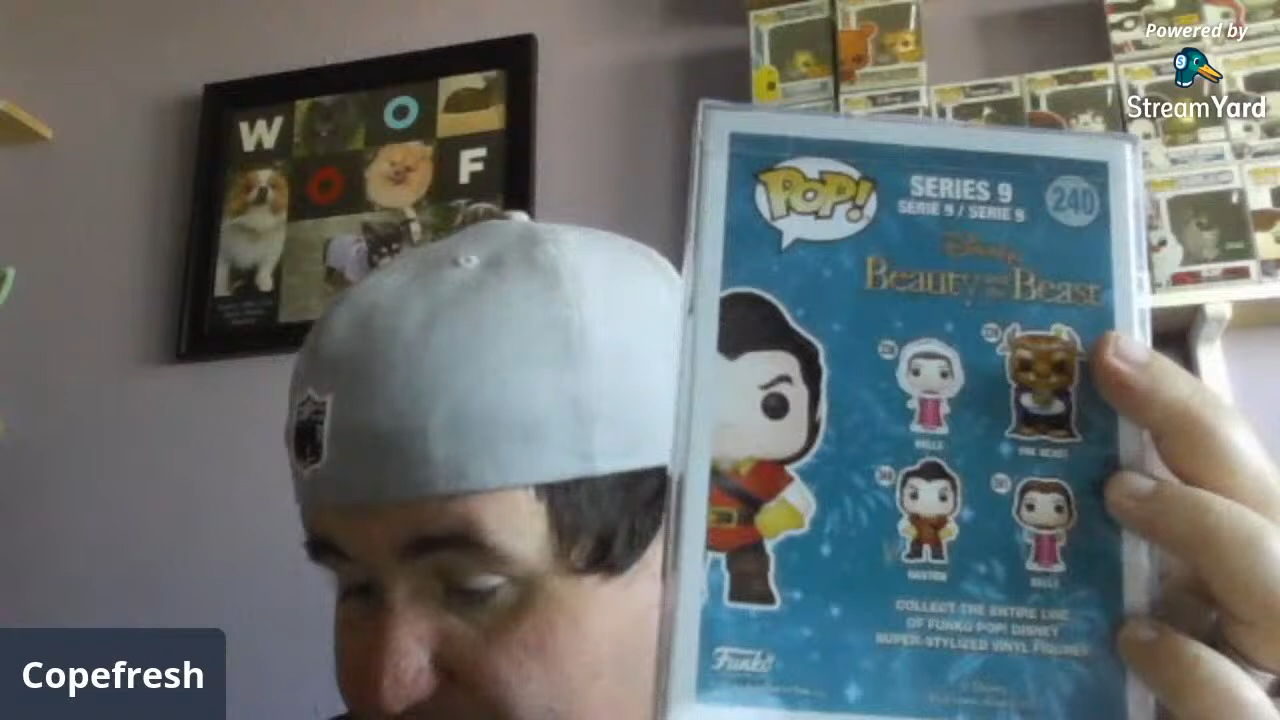 Powered by
StreamYard
W O
O F
POP!
SERIES 9
SERIE 9 / SERIE 9
240
Disney
Beauty and the Beast
BELLE
THE BEAST
GASTON
BELLE
COLLECT THE ENTIRE LINE
OF FUNKO POP! DISNEY
SUPER-STYLIZED VINYL FIGURES
Funko
Copefresh